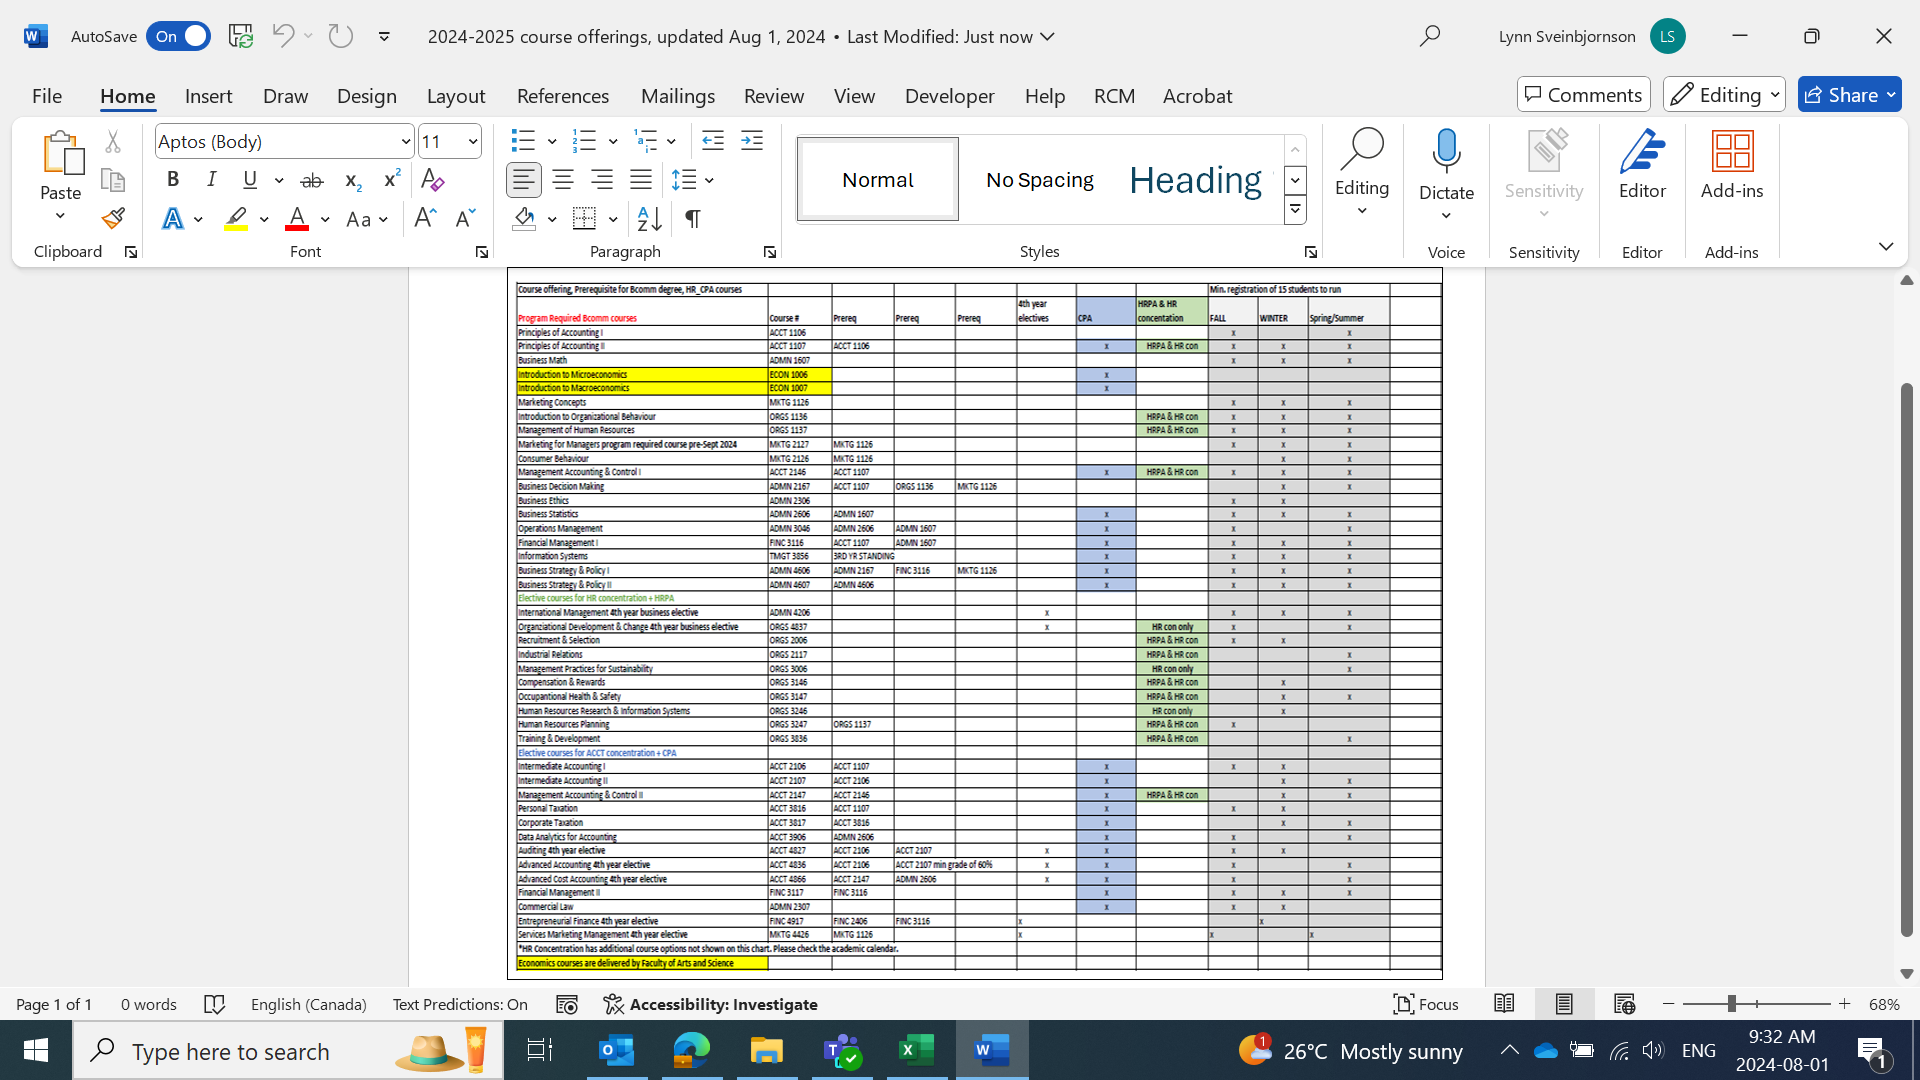 AutoSave On 2024-2025 course offerings, updated Aug 1, 2024 • Last Modified: Just now Lynn Sveinbjornson LS
File Home Insert Draw Design Layout References Mailings Review View Developer Help RCM Acrobat Comments Editing Share
Paste Aptos (Body) 11 Normal No Spacing Heading Editing Dictate Sensitivity Editor Add-ins
Clipboard Font Paragraph Styles Voice Sensitivity Editor Add-ins
Course offering, Prerequisite for Bcomm degree, HR_CPA courses Min. registration of 15 students to run
Program Required Bcomm courses Course # Prereq Prereq Prereq 4th year electives CPA HRPA & HR concentation FALL WINTER Spring/Summer
Principles of Accounting I ACCT 1106 x x
Principles of Accounting II ACCT 1107 ACCT 1106 x HRPA & HR con x x x
Business Math ADMN 1607 x x x
Introduction to Microeconomics ECON 1006 x
Introduction to Macroeconomics ECON 1007 x
Marketing Concepts MKTG 1126 x x x
Introduction to Organizational Behaviour ORGS 1136 HRPA & HR con x x x
Management of Human Resources ORGS 1137 HRPA & HR con x x x
Marketing for Managers program required course pre-Sept 2024 MKTG 2127 MKTG 1126 x x x
Consumer Behaviour MKTG 2126 MKTG 1126 x x
Management Accounting & Control I ACCT 2146 ACCT 1107 x HRPA & HR con x x x
Business Decision Making ADMN 2167 ACCT 1107 ORGS 1136 MKTG 1126 x x
Business Ethics ADMN 2306 x x
Business Statistics ADMN 2606 ADMN 1607 x x x x
Operations Management ADMN 3046 ADMN 2606 ADMN 1607 x x x
Financial Management I FINC 3116 ACCT 1107 ADMN 1607 x x x x
Information Systems TMGT 3856 3RD YR STANDING x x x x
Business Strategy & Policy I ADMN 4606 ADMN 2167 FINC 3116 MKTG 1126 x x x x
Business Strategy & Policy II ADMN 4607 ADMN 4606 x x x x
Elective courses for HR concentration + HRPA
International Management 4th year business elective ADMN 4206 x x x x
Organziational Development & Change 4th year business elective ORGS 4837 x HR con only x x
Recruitment & Selection ORGS 2006 HRPA & HR con x x
Industrial Relations ORGS 2117 HRPA & HR con x
Management Practices for Sustainability ORGS 3006 HR con only x
Compensation & Rewards ORGS 3146 HRPA & HR con x
Occupational Health & Safety ORGS 3147 HRPA & HR con x x
Human Resources Research & Information Systems ORGS 3246 HR con only x
Human Resources Planning ORGS 3247 ORGS 1137 HRPA & HR con x
Training & Development ORGS 3836 HRPA & HR con x
Elective courses for ACCT concentration + CPA
Intermediate Accounting I ACCT 2106 ACCT 1107 x x x
Intermediate Accounting II ACCT 2107 ACCT 2106 x x x
Management Accounting & Control II ACCT 2147 ACCT 2146 x HRPA & HR con x x
Personal Taxation ACCT 3816 ACCT 1107 x x x
Corporate Taxation ACCT 3817 ACCT 3816 x x x
Data Analytics for Accounting ACCT 3906 ADMN 2606 x x x
Auditing 4th year elective ACCT 4827 ACCT 2106 ACCT 2107 x x x x
Advanced Accounting 4th year elective ACCT 4836 ACCT 2106 ACCT 2107 min grade of 60% x x x x
Advanced Cost Accounting 4th year elective ACCT 4866 ACCT 2147 ADMN 2606 x x x x
Financial Management II FINC 3117 FINC 3116 x x x x
Commercial Law ADMN 2307 x x x
Entrepreneurial Finance 4th year elective FINC 4917 FINC 2406 FINC 3116 x x
Services Marketing Management 4th year elective MKTG 4426 MKTG 1126 x x x
*HR Concentration has additional course options not shown on this chart. Please check the academic calendar.
Economics courses are delivered by Faculty of Arts and Science
Page 1 of 1 0 words English (Canada) Text Predictions: On Accessibility: Investigate Focus 68%
Type here to search 1 26°C Mostly sunny ENG 9:32 AM 2024-08-01 1